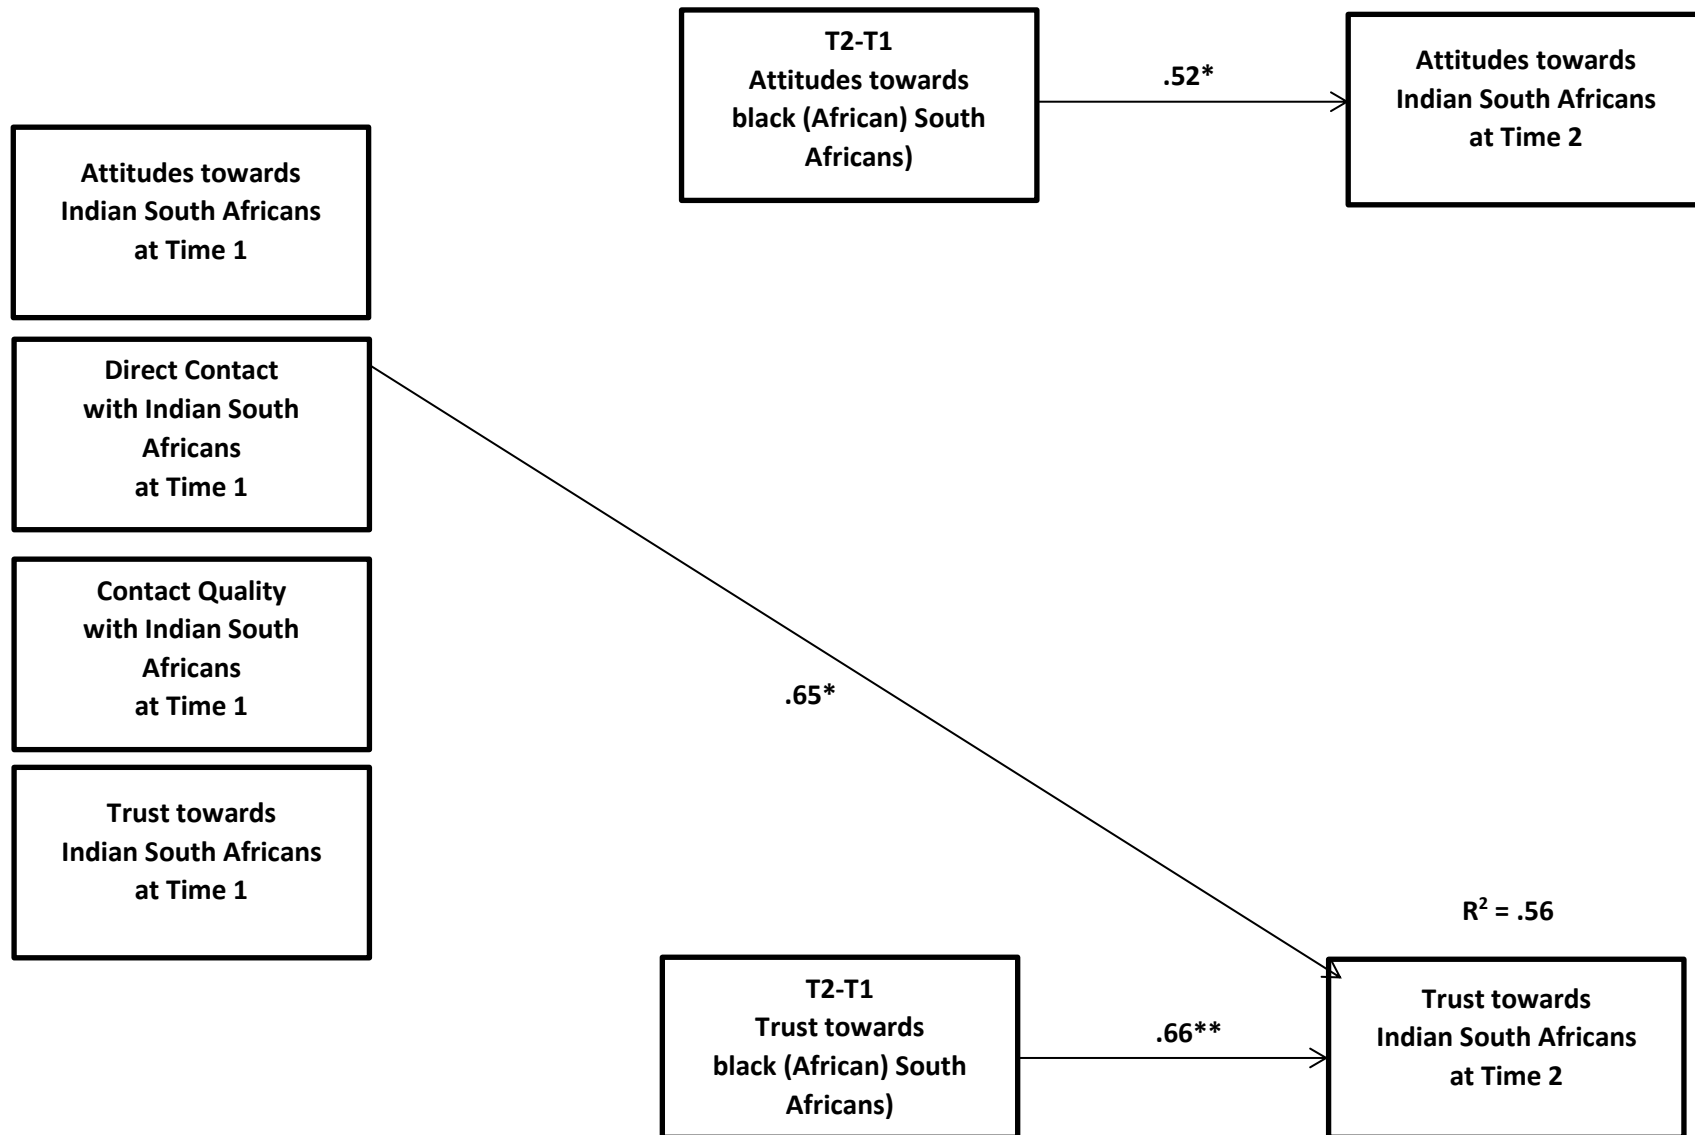 T2-T1
Attitudes towards
black (African) South
Africans)
.52*
Attitudes towards
Indian South Africans
at Time 2
Attitudes towards
Indian South Africans
at Time 1
Direct Contact
with Indian South
Africans
at Time 1
Contact Quality
with Indian South
Africans
at Time 1
.65*
Trust towards
Indian South Africans
at Time 1
R² = .56
T2-T1
Trust towards
black (African) South
Africans)
.66**
Trust towards
Indian South Africans
at Time 2